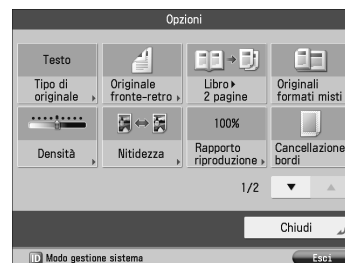 Opzioni
Testo
Tipo di
originale
Originale
fronte-retro
Libro
2 pagine
Originali
formati misti
Densità
Nitidezza
100%
Rapporto
riproduzione
Cancellazione
bordi
1/2
Chiudi
ID Modo gestione sistema
Esci